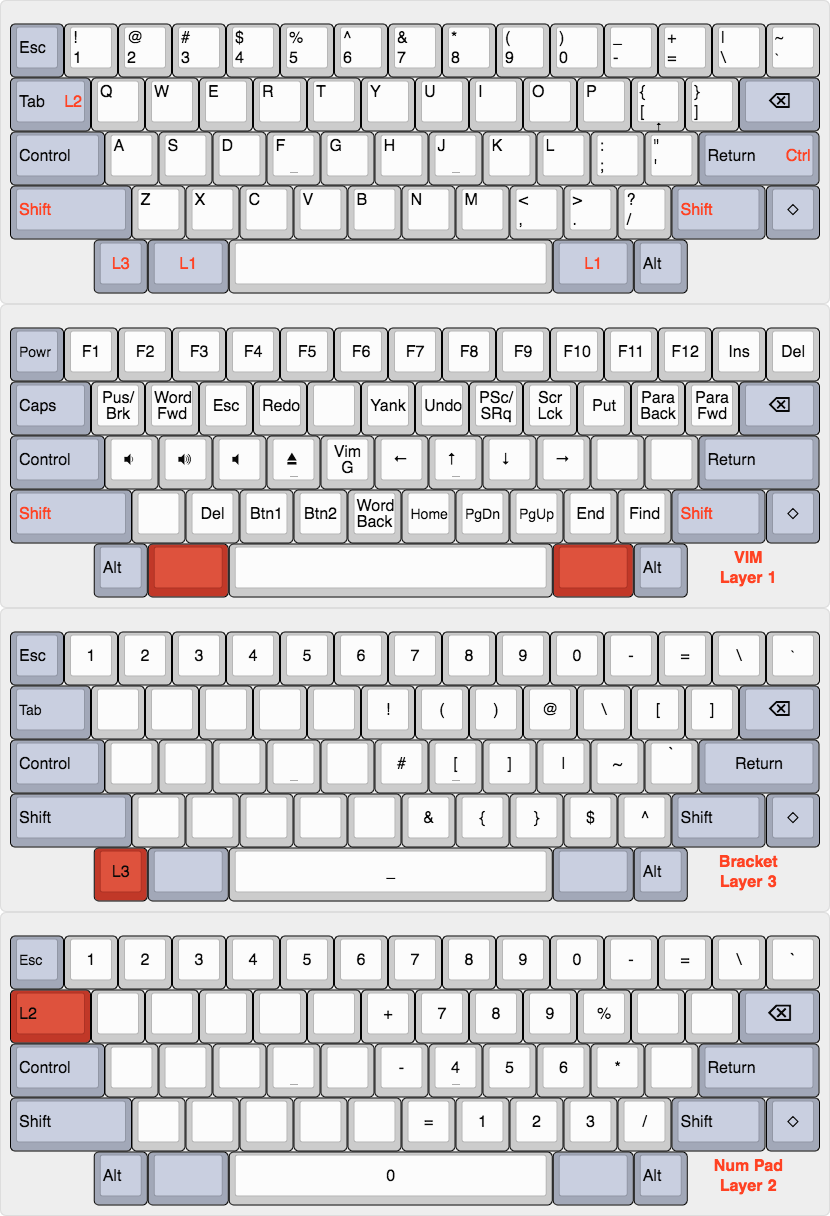 Esc ! @ # $ % ^ & * ( ) _ + | ~
1 2 3 4 5 6 7 8 9 0 - = \ `
Tab L2 Q W E R T Y U I O P { }
[ ] ⌫
↑
Control A S D F G H J K L : " Return Ctrl
_ _ ; '
Shift Z X C V B N M < > ? Shift ◇
, . /
L3 L1 L1 Alt
Powr F1 F2 F3 F4 F5 F6 F7 F8 F9 F10 F11 F12 Ins Del
Caps Pus/ Word Esc Redo Yank Undo PSc/ Scr Put Para Para ⌫
Brk Fwd SRq Lck Back Fwd
Control 🔈 🔊 🔈 ⏏ Vim ← ↑ ↓ → Return
_ G _
Shift Del Btn1 Btn2 Word Home PgDn PgUp End Find Shift ◇
Back
Alt Alt VIM
Layer 1
Esc 1 2 3 4 5 6 7 8 9 0 - = \ `
Tab ! ( ) @ \ [ ] ⌫
Control # [ ] | ~ ` Return
_ _
Shift & { } $ ^ Shift ◇
L3 _ Alt Bracket
Layer 3
Esc 1 2 3 4 5 6 7 8 9 0 - = \ `
L2 + 7 8 9 % ⌫
Control - 4 5 6 * Return
_ _
Shift = 1 2 3 / Shift ◇
Alt 0 Alt Num Pad
Layer 2